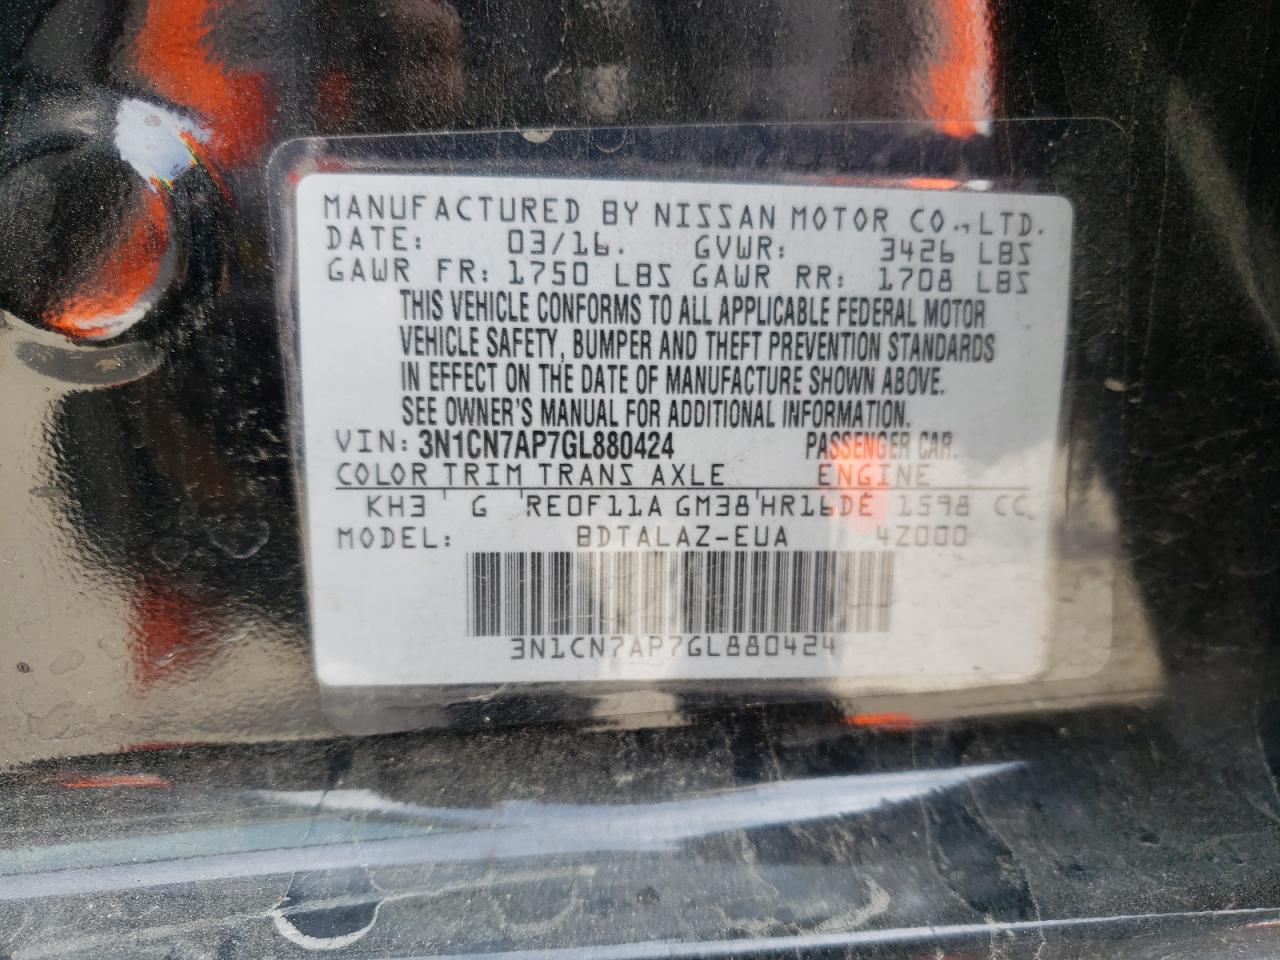 MANUFACTURED BY NISSAN MOTOR CO., LTD.
DATE: 03/16. GVWR: 3426 LBS
GAWR FR: 1750 LBS GAWR RR: 1708 LBS
THIS VEHICLE CONFORMS TO ALL APPLICABLE FEDERAL MOTOR
VEHICLE SAFETY, BUMPER AND THEFT PREVENTION STANDARDS
IN EFFECT ON THE DATE OF MANUFACTURE SHOWN ABOVE.
SEE OWNER'S MANUAL FOR ADDITIONAL INFORMATION.
VIN: 3N1CN7AP7GL880424 PASSENGER CAR.
COLOR TRIM TRANS AXLE ENGINE
KH3 ' G 'RE0F11A GM38'HR16DE 1598 CC
MODEL: BDTALAZ-EUA 4Z000
3N1CN7AP7GL880424